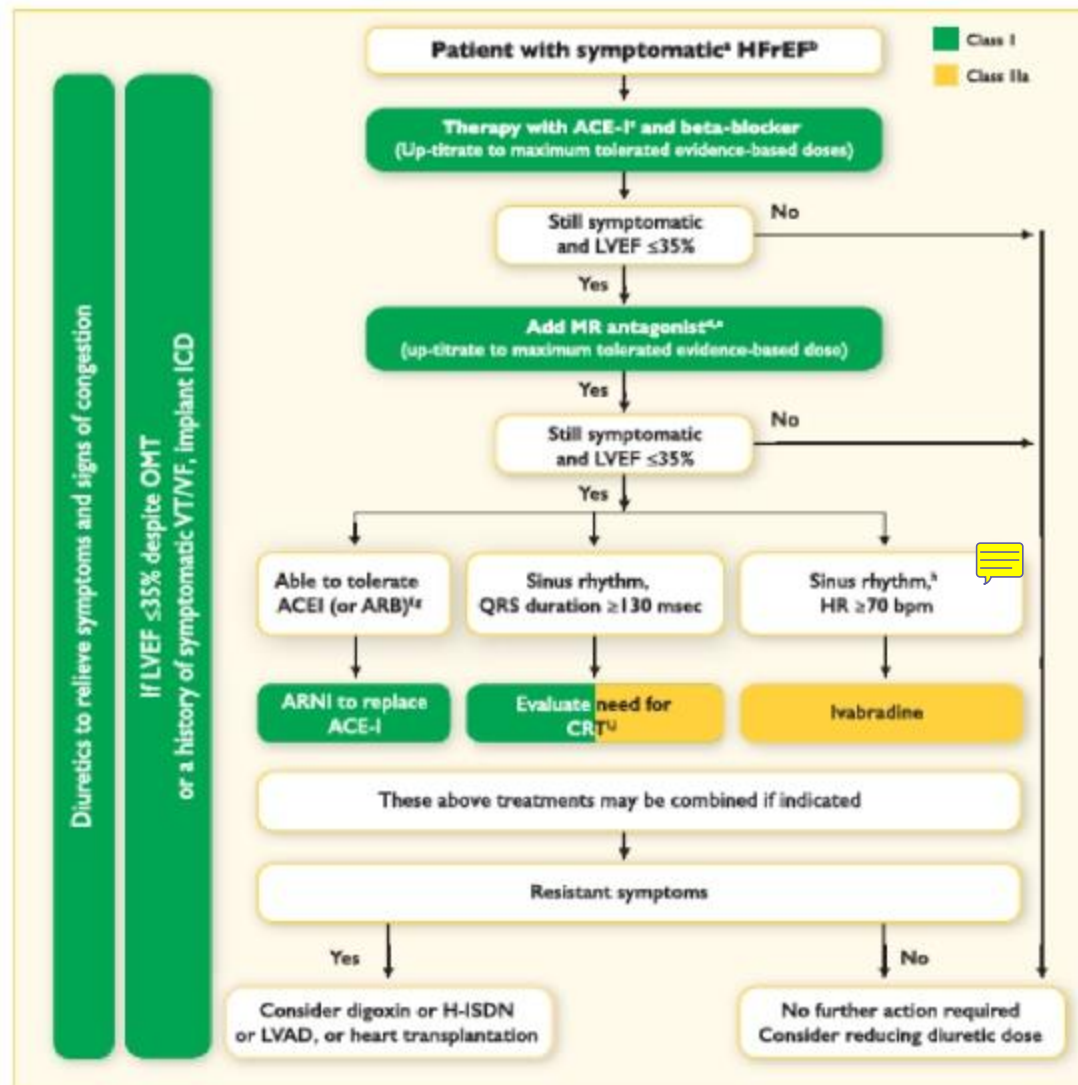 Patient with symptomaticᵃ HFrEFᵇ
Class I
Class IIa
Diuretics to relieve symptoms and signs of congestion
If LVEF ≤35% despite OMT
or a history of symptomatic VT/VF, implant ICD
Therapy with ACE-Iᶜ and beta-blocker
(Up-titrate to maximum tolerated evidence-based doses)
Still symptomatic
and LVEF ≤35%
No
Yes
Add MR antagonistᵈ,ᵉ
(up-titrate to maximum tolerated evidence-based dose)
Yes
Still symptomatic
and LVEF ≤35%
No
Yes
Able to tolerate
ACEI (or ARB)ᶠ,ᵍ
Sinus rhythm,
QRS duration ≥130 msec
Sinus rhythm,ʰ
HR ≥70 bpm
ARNI to replace
ACE-I
Evaluate need for
CRTⁱ,ʲ
Ivabradine
These above treatments may be combined if indicated
Resistant symptoms
Yes
No
Consider digoxin or H-ISDN
or LVAD, or heart transplantation
No further action required
Consider reducing diuretic dose